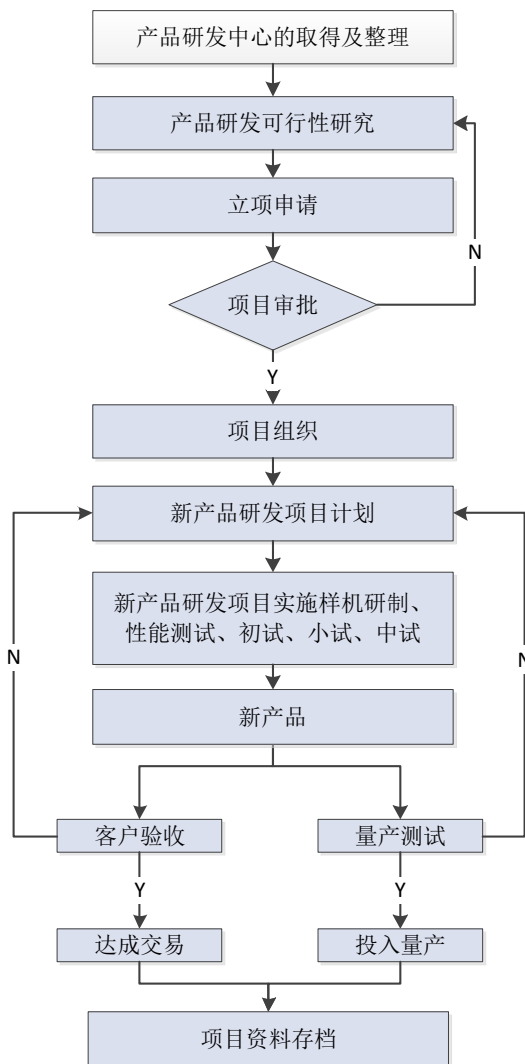 产品研发中心的取得及整理
产品研发可行性研究
立项申请
N
项目审批
Y
项目组织
新产品研发项目计划
新产品研发项目实施样机研制、
性能测试、初试、小试、中试
N
N
新产品
客户验收
量产测试
Y
Y
达成交易
投入量产
项目资料存档